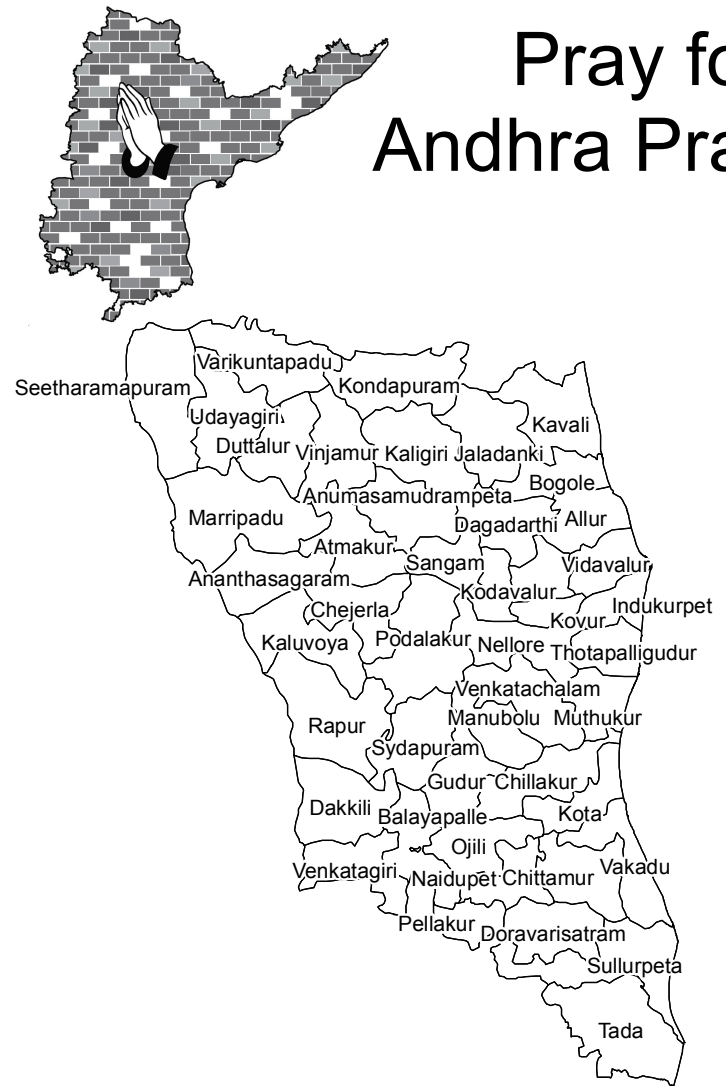 Pray fo
Andhra Pra
Varikuntapadu
Seetharamapuram
Kondapuram
Udayagiri
Kavali
Duttalur
Vinjamur
Kaligiri
Jaladanki
Bogole
Anumasamudrampeta
Marripadu
Dagadarthi
Allur
Atmakur
Sangam
Vidavalur
Ananthasagaram
Kodavalur
Chejerla
Indukurpet
Kovur
Kaluvoya
Podalakur
Nellore
Thotapalligudur
Venkatachalam
Rapur
Manubolu
Muthukur
Sydapuram
Gudur
Chillakur
Dakkili
Balayapalle
Kota
Ojili
Venkatagiri
Naidupet
Chittamur
Vakadu
Pellakur
Doravarisatram
Sullurpeta
Tada